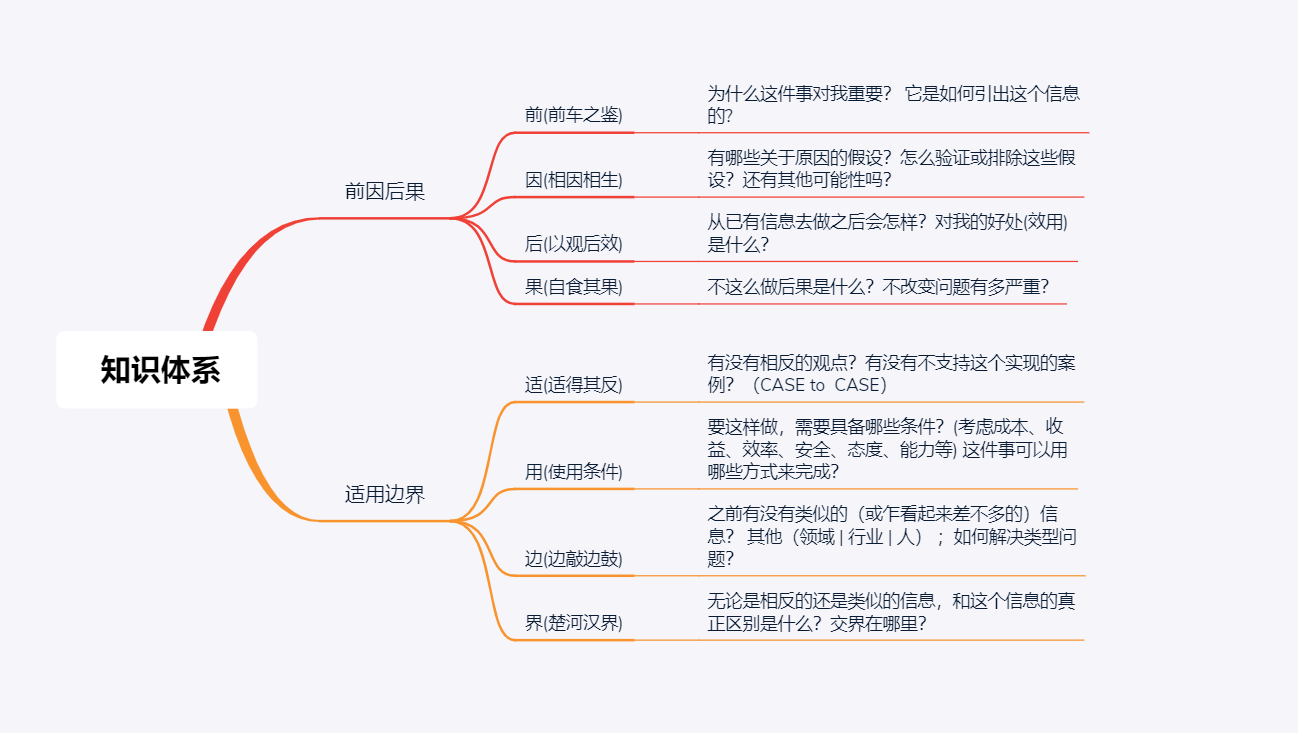 知识体系
前因后果
前(前车之鉴)
为什么这件事对我重要？ 它是如何引出这个信息
的?
因(相因相生)
有哪些关于原因的假设？怎么验证或排除这些假
设？还有其他可能性吗？
后(以观后效)
从已有信息去做之后会怎样？对我的好处(效用)
是什么？
果(自食其果)
不这么做后果是什么？不改变问题有多严重？
适用边界
适(适得其反)
有没有相反的观点？有没有不支持这个实现的案
例？（CASE to  CASE）
用(使用条件)
要这样做，需要具备哪些条件？(考虑成本、收
益、效率、安全、态度、能力等) 这件事可以用
哪些方式来完成？
边(边敲边鼓)
之前有没有类似的（或乍看起来差不多的）信
息？ 其他（领域 | 行业 | 人）；如何解决类型问
题？
界(楚河汉界)
无论是相反的还是类似的信息，和这个信息的真
正区别是什么？交界在哪里？